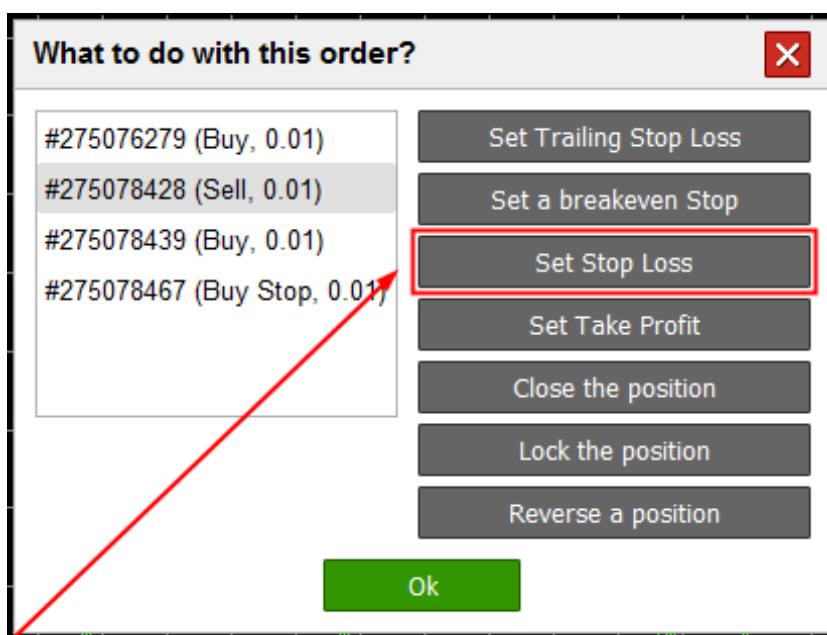 What to do with this order?
#275076279 (Buy, 0.01)
#275078428 (Sell, 0.01)
#275078439 (Buy, 0.01)
#275078467 (Buy Stop, 0.01)
Set Trailing Stop Loss
Set a breakeven Stop
Set Stop Loss
Set Take Profit
Close the position
Lock the position
Reverse a position
Ok